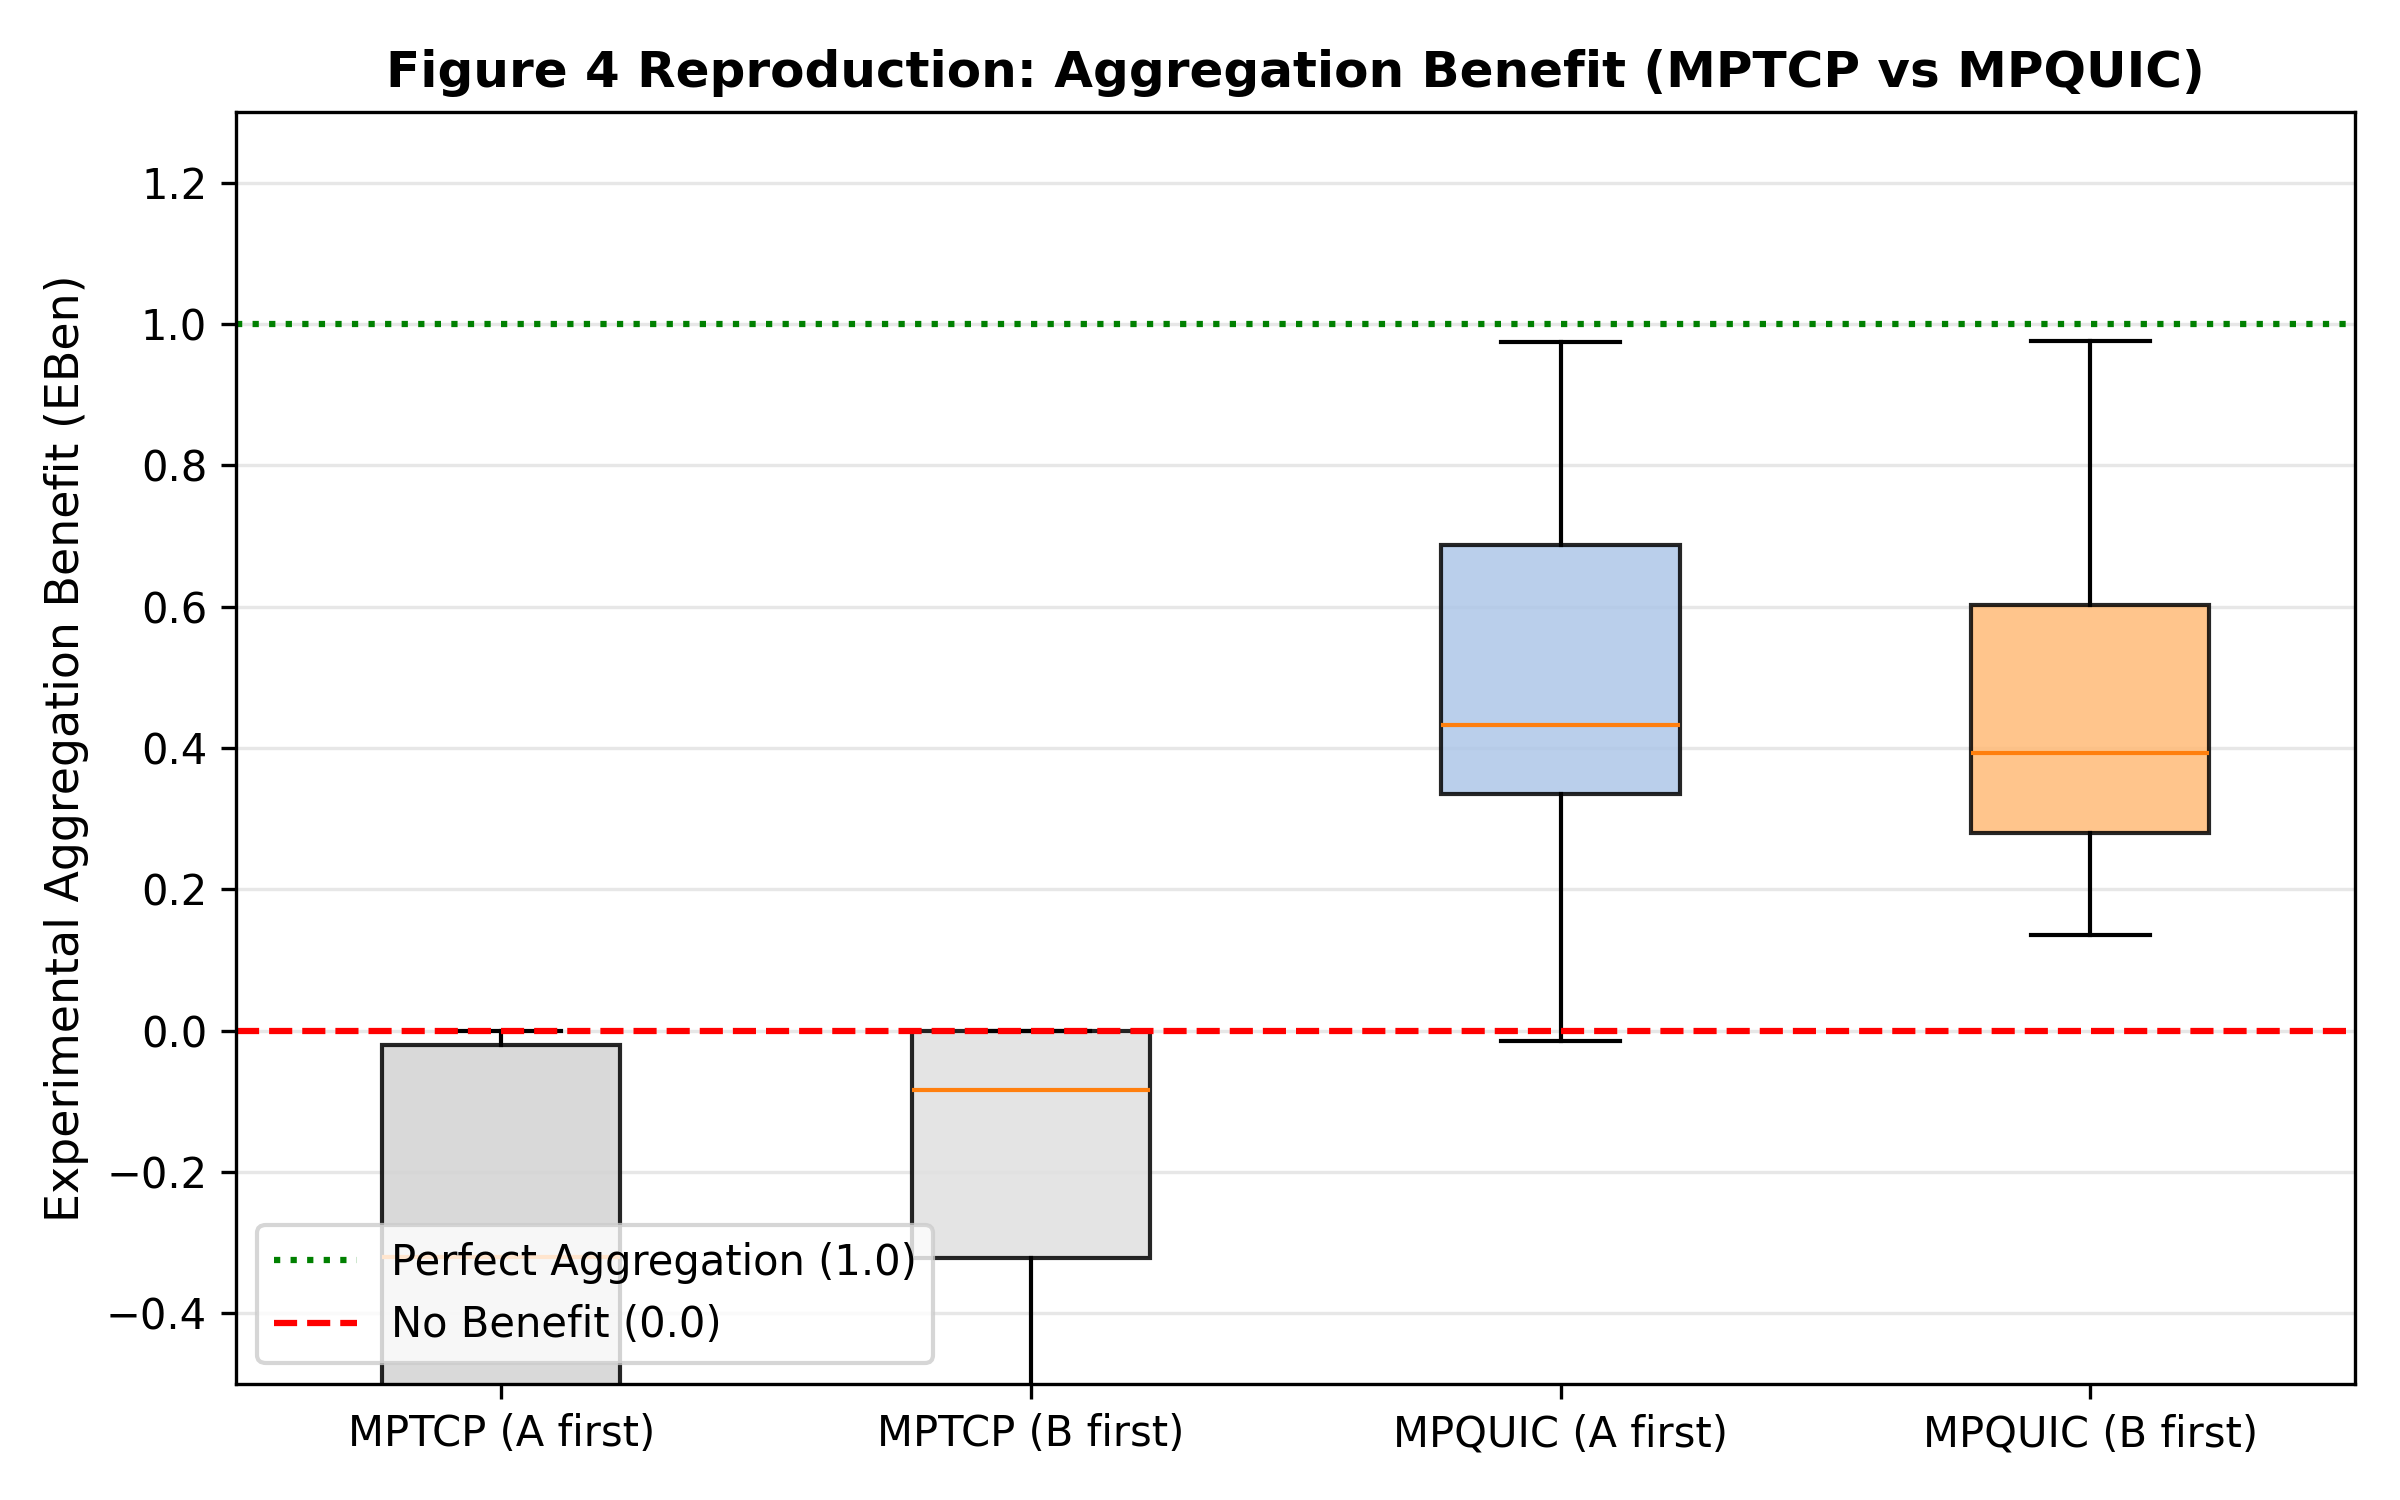 Figure 4 Reproduction: Aggregation Benefit (MPTCP vs MPQUIC)
Experimental Aggregation Benefit (EBen)
1.2
1.0
0.8
0.6
0.4
0.2
0.0
−0.2
−0.4
Perfect Aggregation (1.0)
No Benefit (0.0)
MPTCP (A first)
MPTCP (B first)
MPQUIC (A first)
MPQUIC (B first)